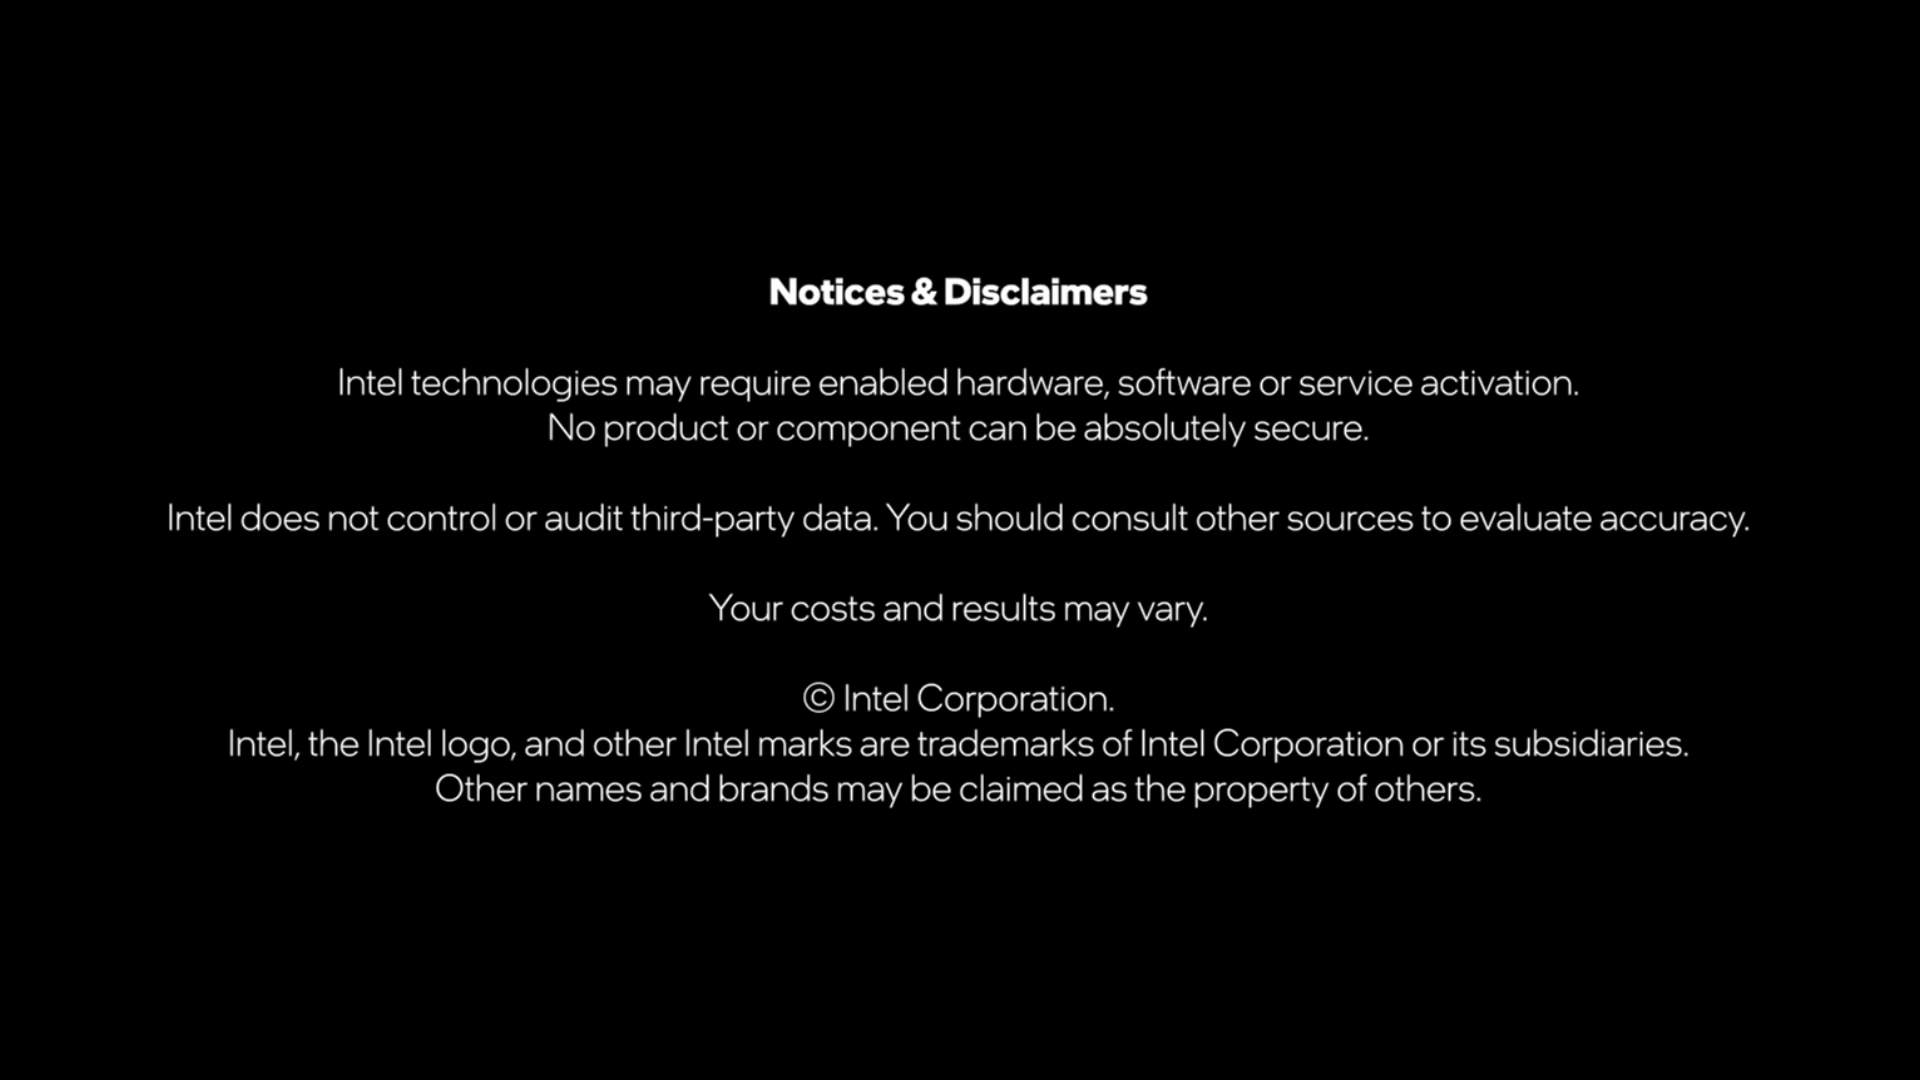 Notices & Disclaimers
Intel technologies may require enabled hardware, software or service activation.
No product or component can be absolutely secure.
Intel does not control or audit third-party data. You should consult other sources to evaluate accuracy.
Your costs and results may vary.
© Intel Corporation.
Intel, the Intel logo, and other Intel marks are trademarks of Intel Corporation or its subsidiaries.
Other names and brands may be claimed as the property of others.